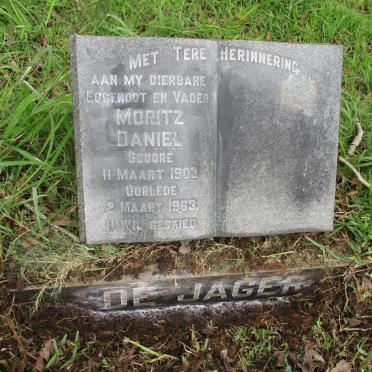 MET TERE HERINNERING
AAN MY DIERBARE
EGGENOOT EN VADER
MORITZ
DANIEL
GEBORE
11 MAART 1903
OORLEDE
2 MAART 1963
U WIL GESKIED
DE JAGER